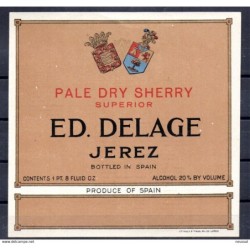 PALE DRY SHERRY
SUPERIOR
ED. DELAGE
JEREZ
BOTTLED IN SPAIN
CONTENTS 1 PT. 8 FLUID OZ
ALCOHOL 20% BY VOLUME
PRODUCE OF SPAIN